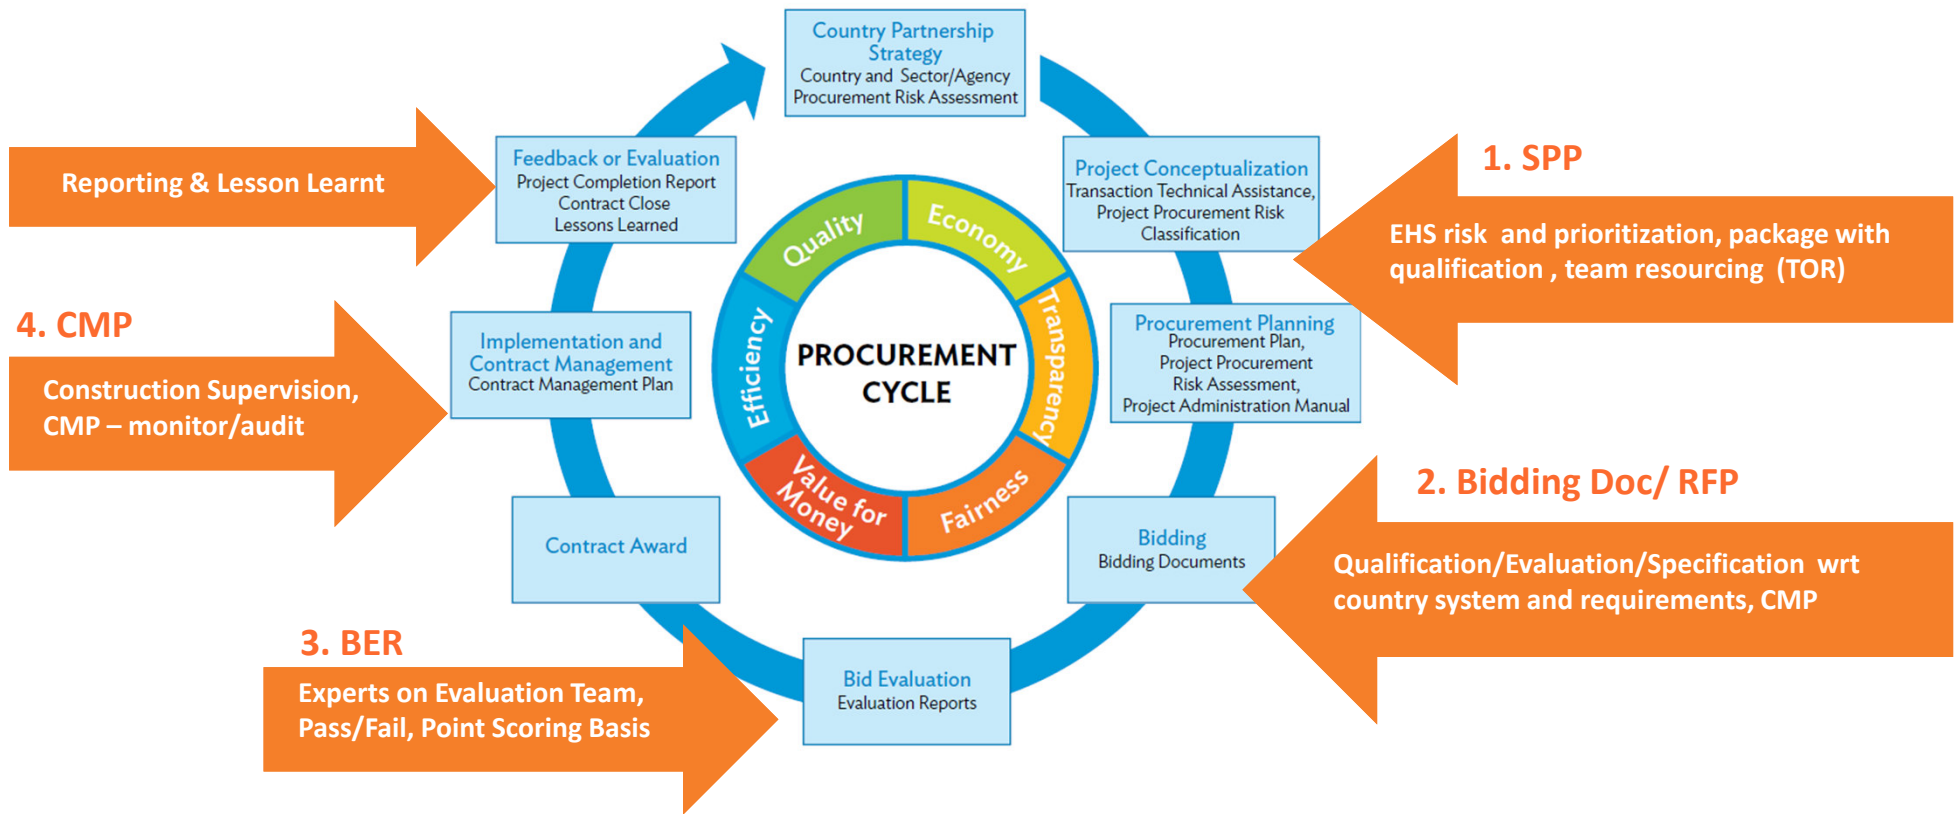 Country Partnership
Strategy
Country and Sector/Agency
Procurement Risk Assessment
Project Conceptualization
Transaction Technical Assistance,
Project Procurement Risk
Classification
1. SPP
EHS risk and prioritization, package with
qualification , team resourcing (TOR)
Procurement Planning
Procurement Plan,
Project Procurement
Risk Assessment,
Project Administration Manual
2. Bidding Doc/ RFP
Bidding
Bidding Documents
Qualification/Evaluation/Specification wrt
country system and requirements, CMP
Bid Evaluation
Evaluation Reports
3. BER
Experts on Evaluation Team,
Pass/Fail, Point Scoring Basis
Contract Award
4. CMP
Construction Supervision,
CMP – monitor/audit
Implementation and
Contract Management
Contract Management Plan
Reporting & Lesson Learnt
Feedback or Evaluation
Project Completion Report
Contract Close
Lessons Learned
PROCUREMENT
CYCLE
Quality
Economy
Transparency
Fairness
Value for
Money
Efficiency